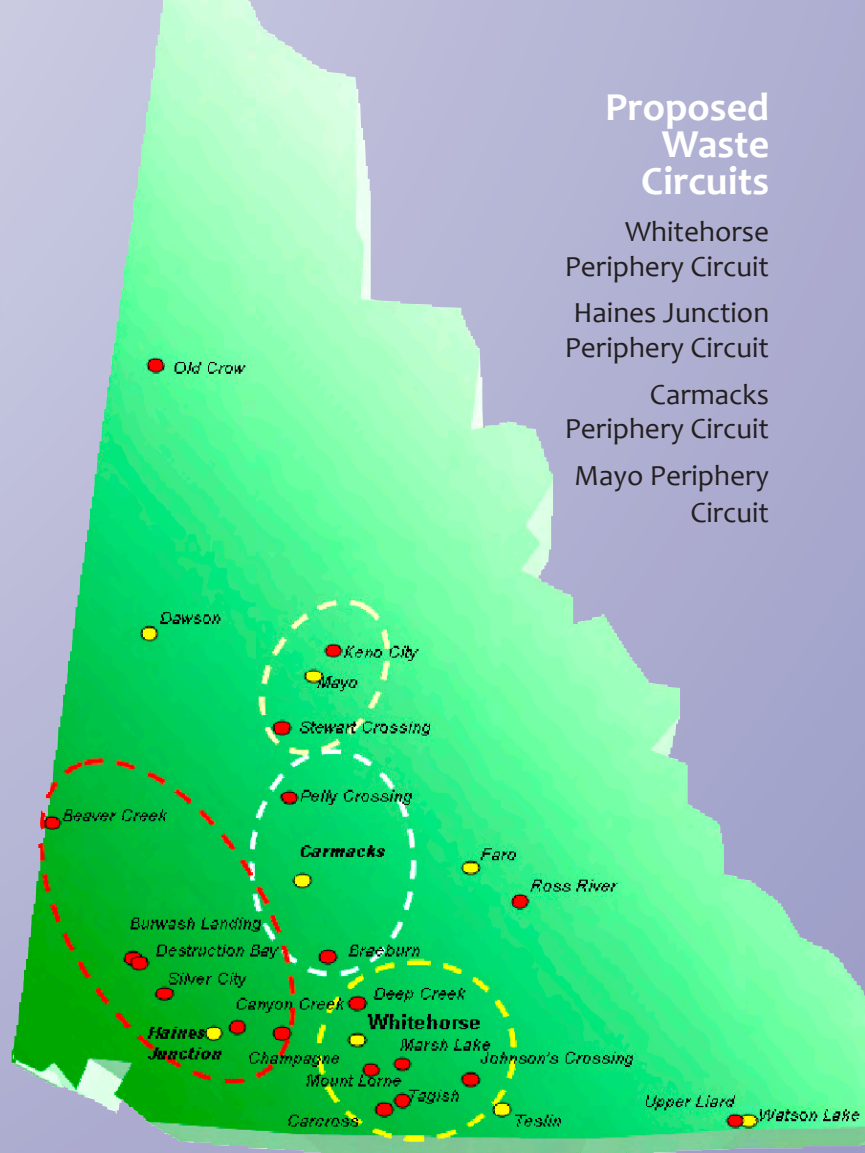 Proposed
Waste
Circuits
Whitehorse
Periphery Circuit
Haines Junction
Periphery Circuit
Carmacks
Periphery Circuit
Mayo Periphery
Circuit
Old Crow
Dawson
Keno City
Mayo
Stewart Crossing
Pelly Crossing
Beaver Creek
Carmacks
Faro
Ross River
Burwash Landing
Destruction Bay
Braeburn
Silver City
Deep Creek
Canyon Creek
Whitehorse
Haines
Junction
Marsh Lake
Champagne
Johnson's Crossing
Mount Lorne
Tagish
Carcross
Teslin
Upper Liard
Watson Lake